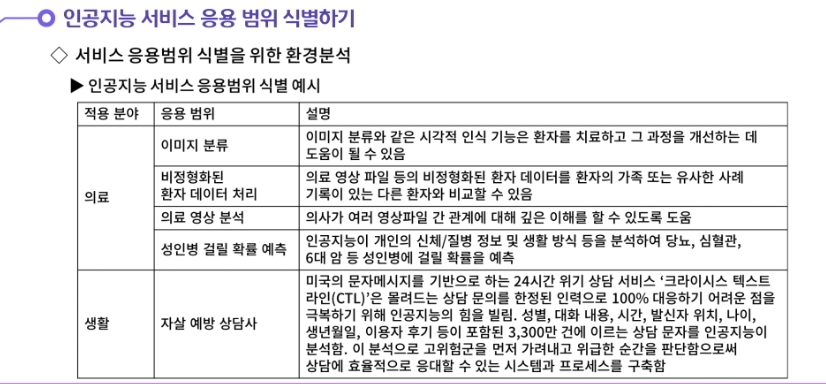 인공지능 서비스 응용 범위 식별하기
◇ 서비스 응용범위 식별을 위한 환경분석
▶ 인공지능 서비스 응용범위 식별 예시
적용 분야 응용 범위 설명
의료
이미지 분류
이미지 분류와 같은 시각적 인식 기능은 환자를 치료하고 그 과정을 개선하는 데
도움이 될 수 있음
비정형화된
환자 데이터 처리
의료 영상 파일 등의 비정형화된 환자 데이터를 환자의 가족 또는 유사한 사례
기록이 있는 다른 환자와 비교할 수 있음
의료 영상 분석
의사가 여러 영상파일 간 관계에 대해 깊은 이해를 할 수 있도록 도움
성인병 걸릴 확률 예측
인공지능이 개인의 신체/질병 정보 및 생활 방식 등을 분석하여 당뇨, 심혈관,
6대 암 등 성인병에 걸릴 확률을 예측
생활
자살 예방 상담사
미국의 문자메시지를 기반으로 하는 24시간 위기 상담 서비스 ‘크라이시스 텍스트
라인(CTL)’은 몰려드는 상담 문의를 한정된 인력으로 100% 대응하기 어려운 점을
극복하기 위해 인공지능의 힘을 빌림. 성별, 대화 내용, 시간, 발신자 위치, 나이,
생년월일, 이용자 후기 등이 포함된 3,300만 건에 이르는 상담 문자를 인공지능이
분석함. 이 분석으로 고위험군을 먼저 가려내고 위급한 순간을 판단함으로써
상담에 효율적으로 응대할 수 있는 시스템과 프로세스를 구축함